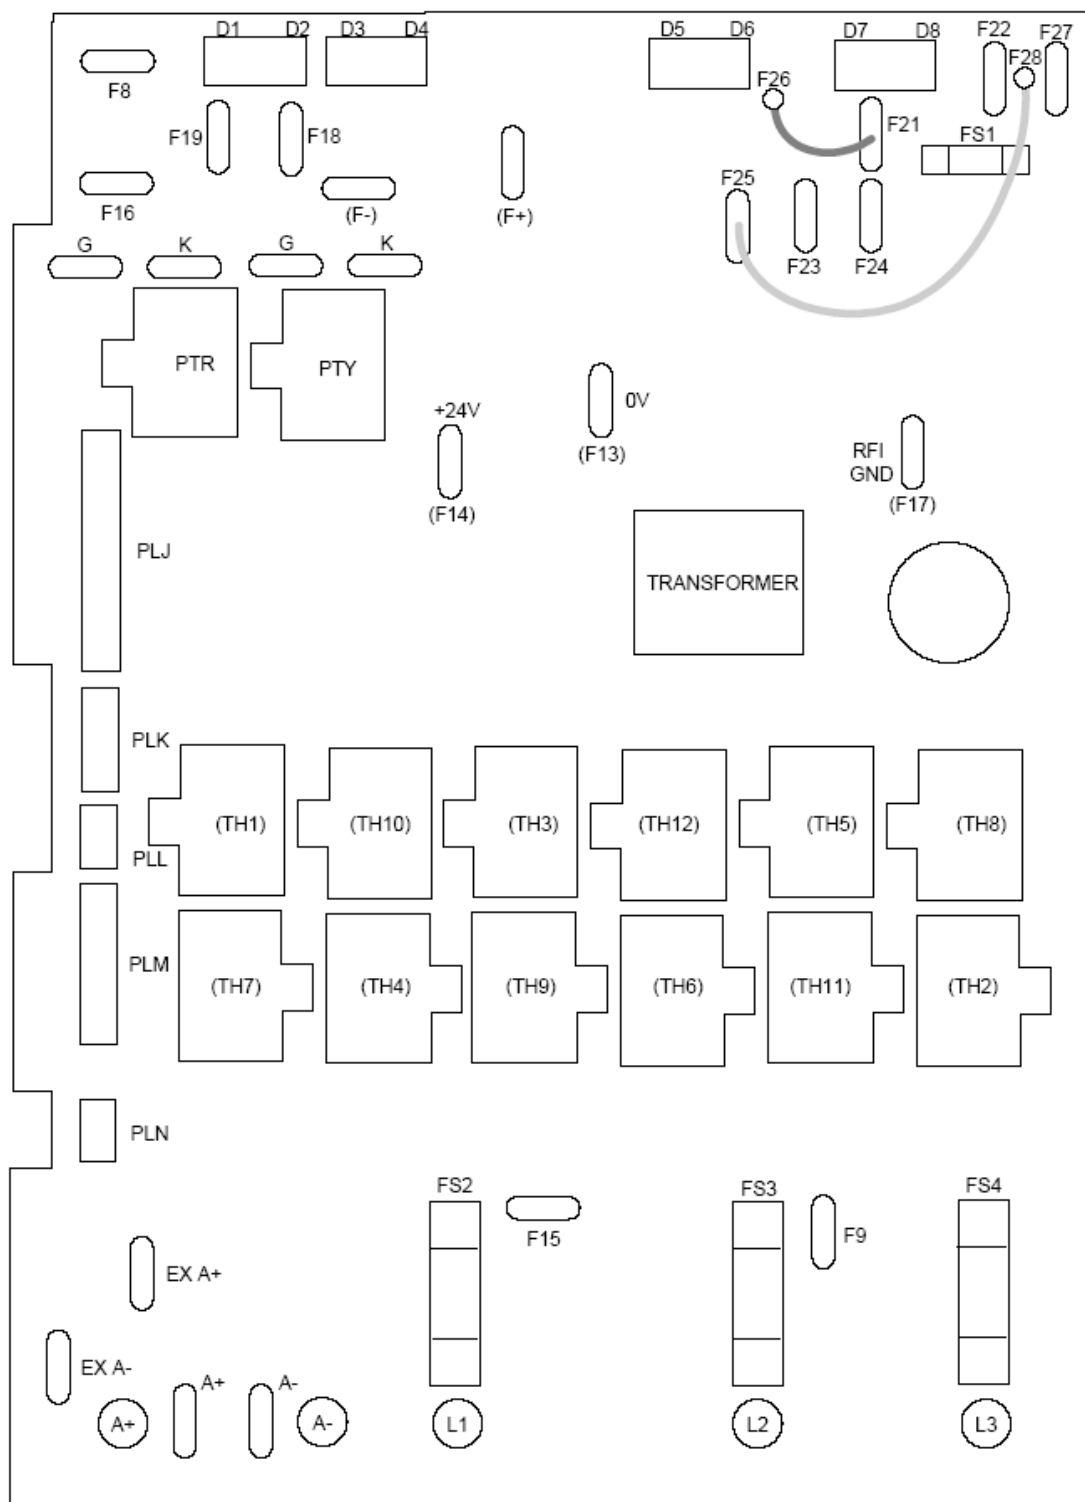 D1 D2 D3 D4 D5 D6 D7 D8 F22 F27
F28
F8
F26
F19 F18 F21 FS1
F25
F16 (F-) (F+)
G K G K F23 F24
PTR PTY
+24V 0V
(F13)
RFI
GND
(F14) (F17)
PLJ
TRANSFORMER
PLK
(TH1) (TH10) (TH3) (TH12) (TH5) (TH8)
PLL
PLM
(TH7) (TH4) (TH9) (TH6) (TH11) (TH2)
PLN
FS2 FS3 FS4
F15 F9
EX A+
EX A-
A+ A-
A+ A- L1 L2 L3